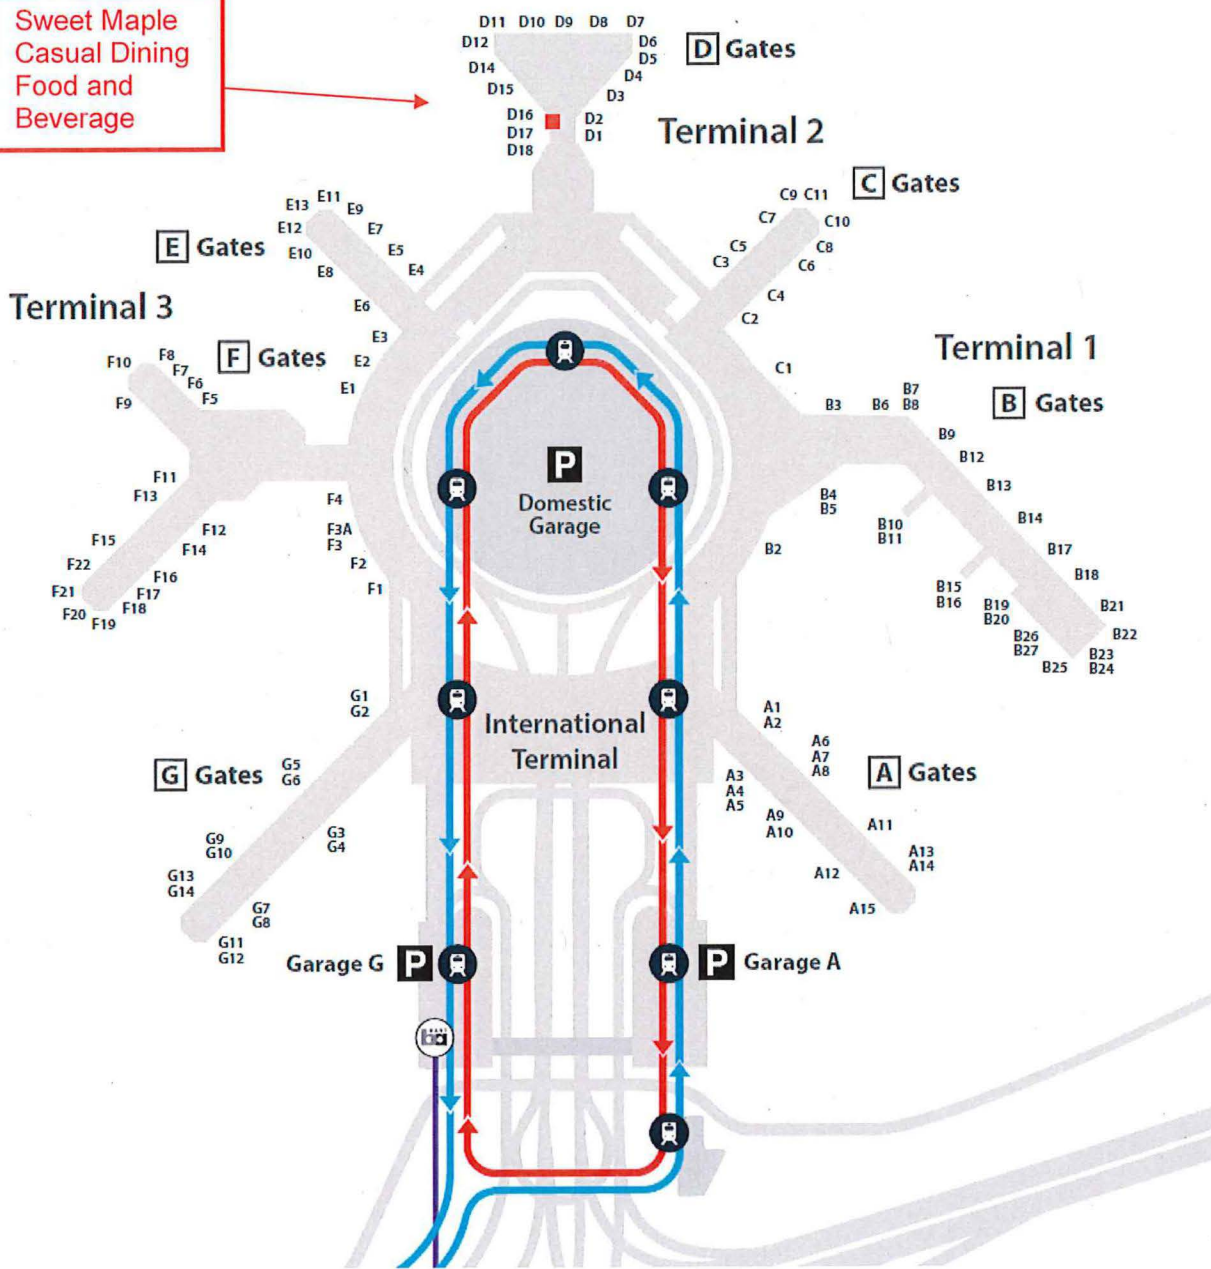 Sweet Maple
Casual Dining
Food and
Beverage
D11 D10 D9 D8 D7
D12
D6
D5
D14
D4
D15
D3
D16
D17
D18
D2
D1
D Gates
Terminal 2
C Gates
C9 C11
C7
C10
C5
C8
C3
C6
C4
C2
C1
E13 E11 E9
E12
E7
E10
E5
E8
E4
E6
E3
E2
E1
E Gates
Terminal 3
F Gates
F10
F8
F7
F6
F5
F9
F11
F13
F4
F12
F3A
F3
F15
F14
F2
F22
F16
F1
F21
F17
F20
F18
F19
Terminal 1
B Gates
B3
B6
B7
B8
B9
B12
B13
B4
B5
B14
B10
B11
B2
B17
B18
B15
B16
B19
B20
B21
B22
B26
B27
B23
B24
B25
P
Domestic
Garage
International
Terminal
G1
G2
G Gates
G5
G6
G3
G4
G9
G10
G13
G14
G7
G8
G11
G12
A1
A2
A6
A7
A8
A Gates
A3
A4
A5
A9
A10
A11
A13
A14
A12
A15
Garage G P
P Garage A
ba